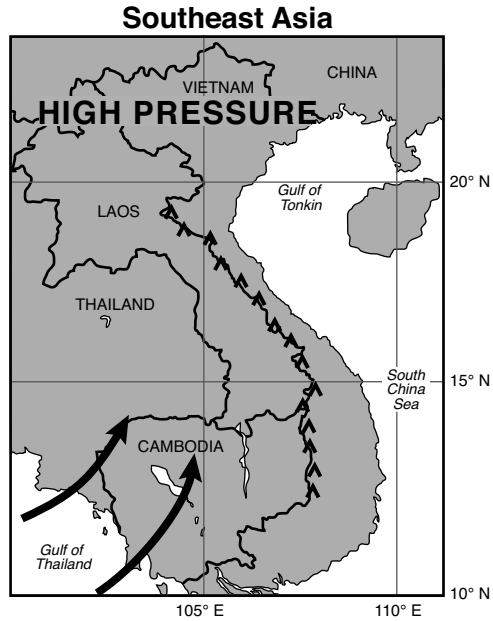 Southeast Asia
CHINA
VIETNAM
HIGH PRESSURE
20° N
Gulf of
Tonkin
LAOS
THAILAND
15° N
South
China
Sea
CAMBODIA
Gulf of
Thailand
10° N
105° E
110° E